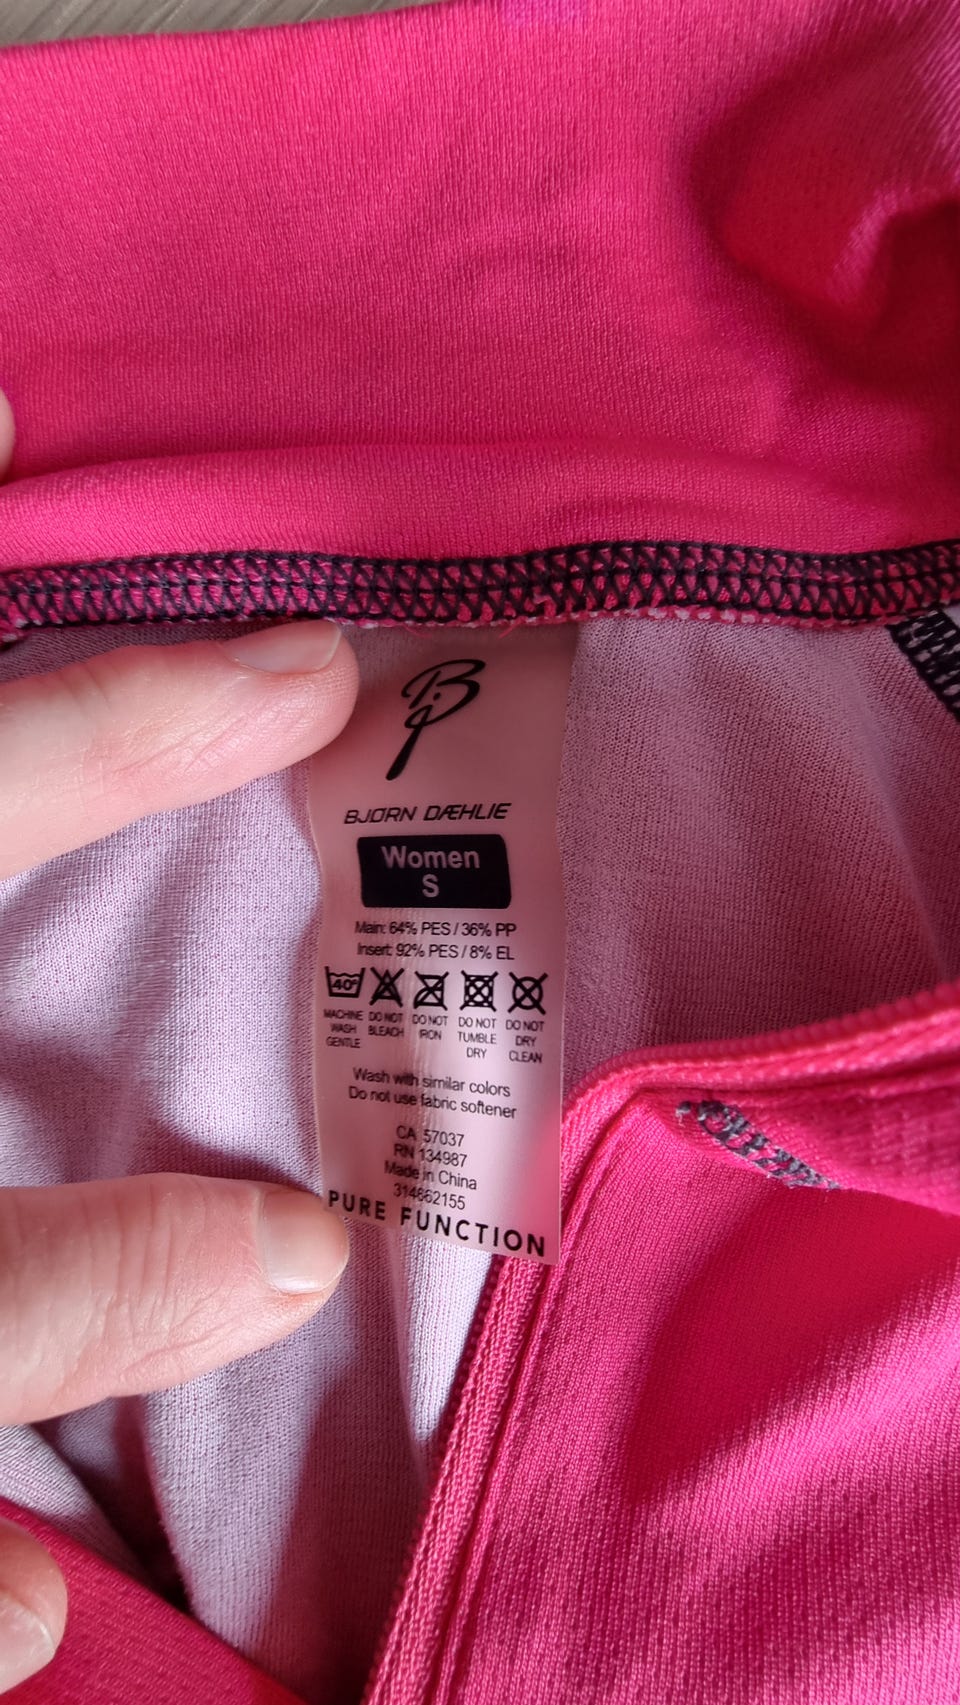 BJØRN DÆHLIE
Women
S
Main: 64% PES / 36% PP
Insert: 92% PES / 8% EL
40°
MACHINE WASH GENTLE
DO NOT BLEACH
DO NOT IRON
DO NOT TUMBLE DRY
DO NOT DRY CLEAN
Wash with similar colors
Do not use fabric softener
CA 57037
RN 134987
Made in China
314862155
PURE FUNCTION